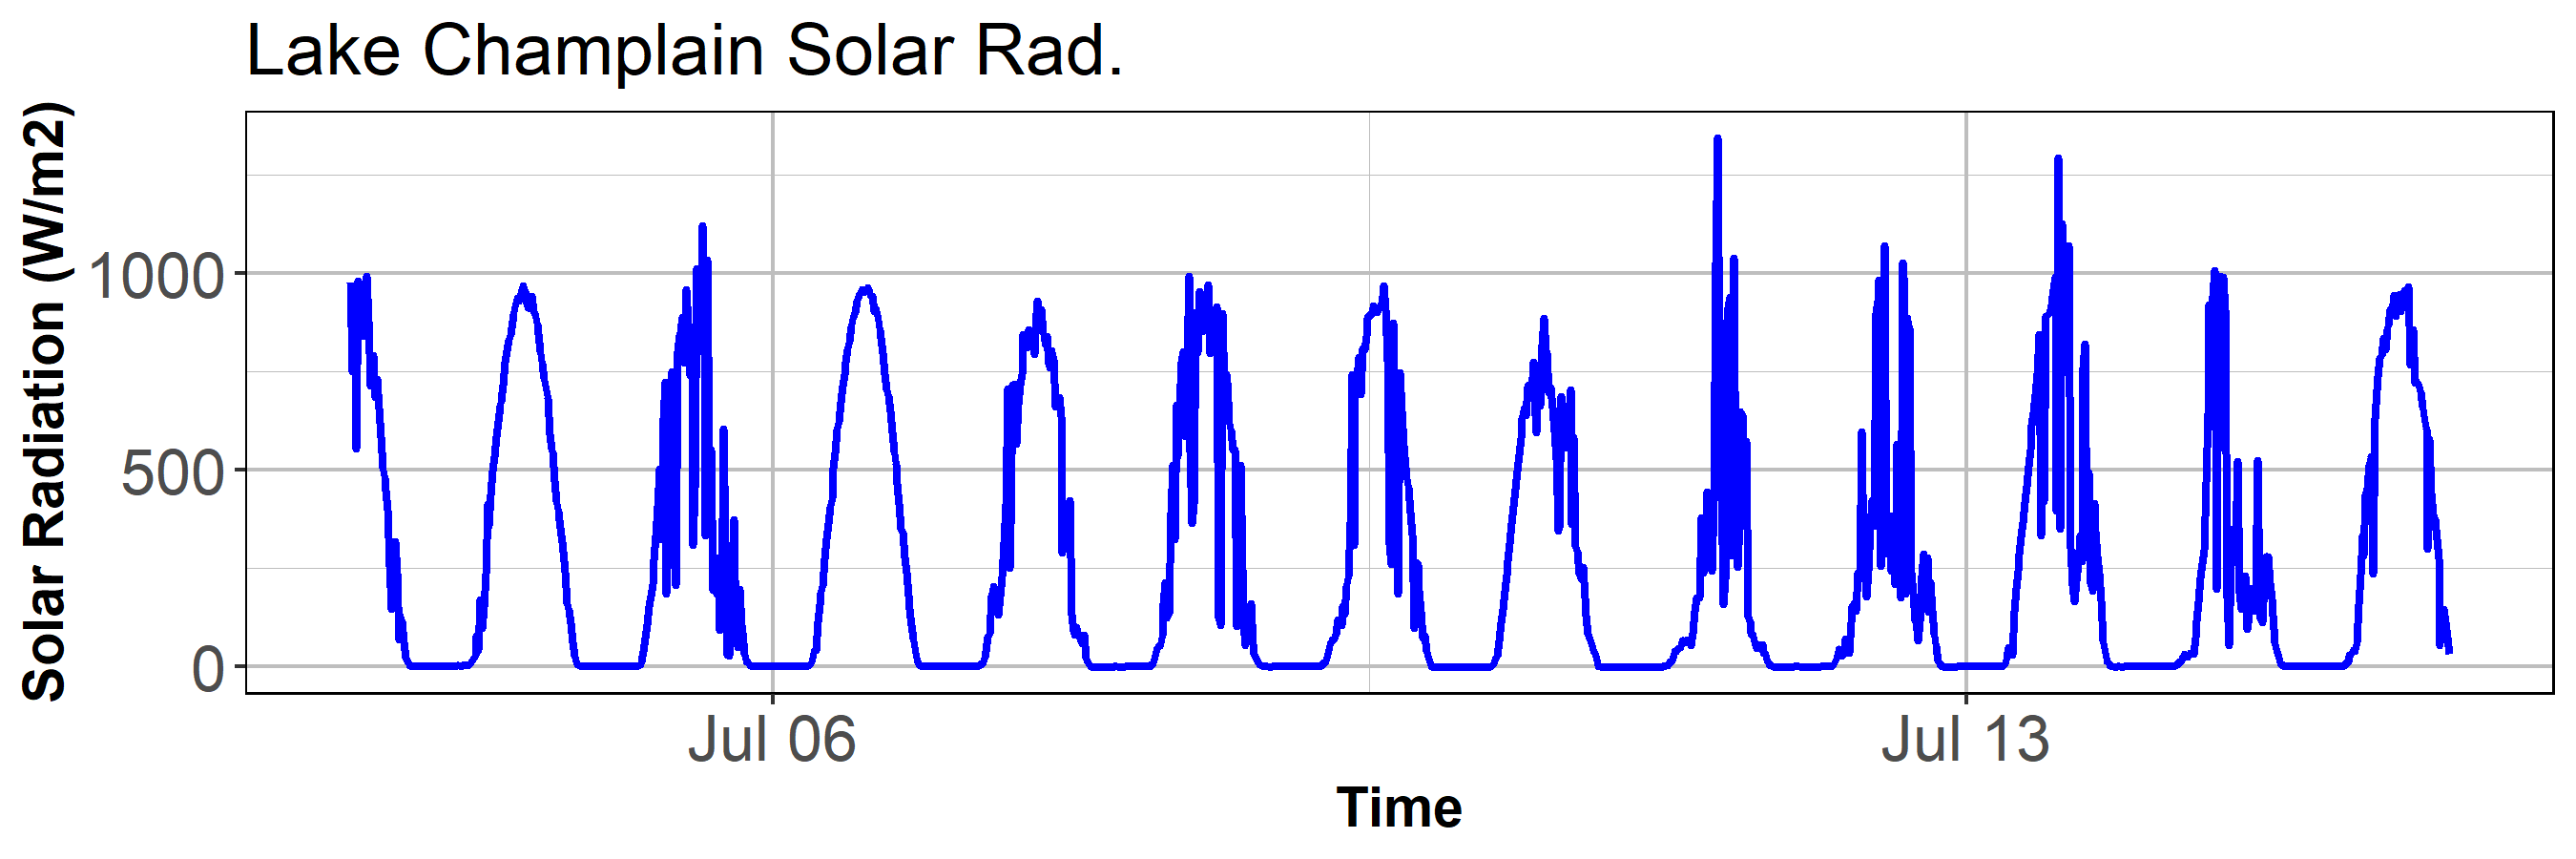 Lake Champlain Solar Rad.
Solar Radiation (W/m2)
1000
500
0
Jul 06
Jul 13
Time